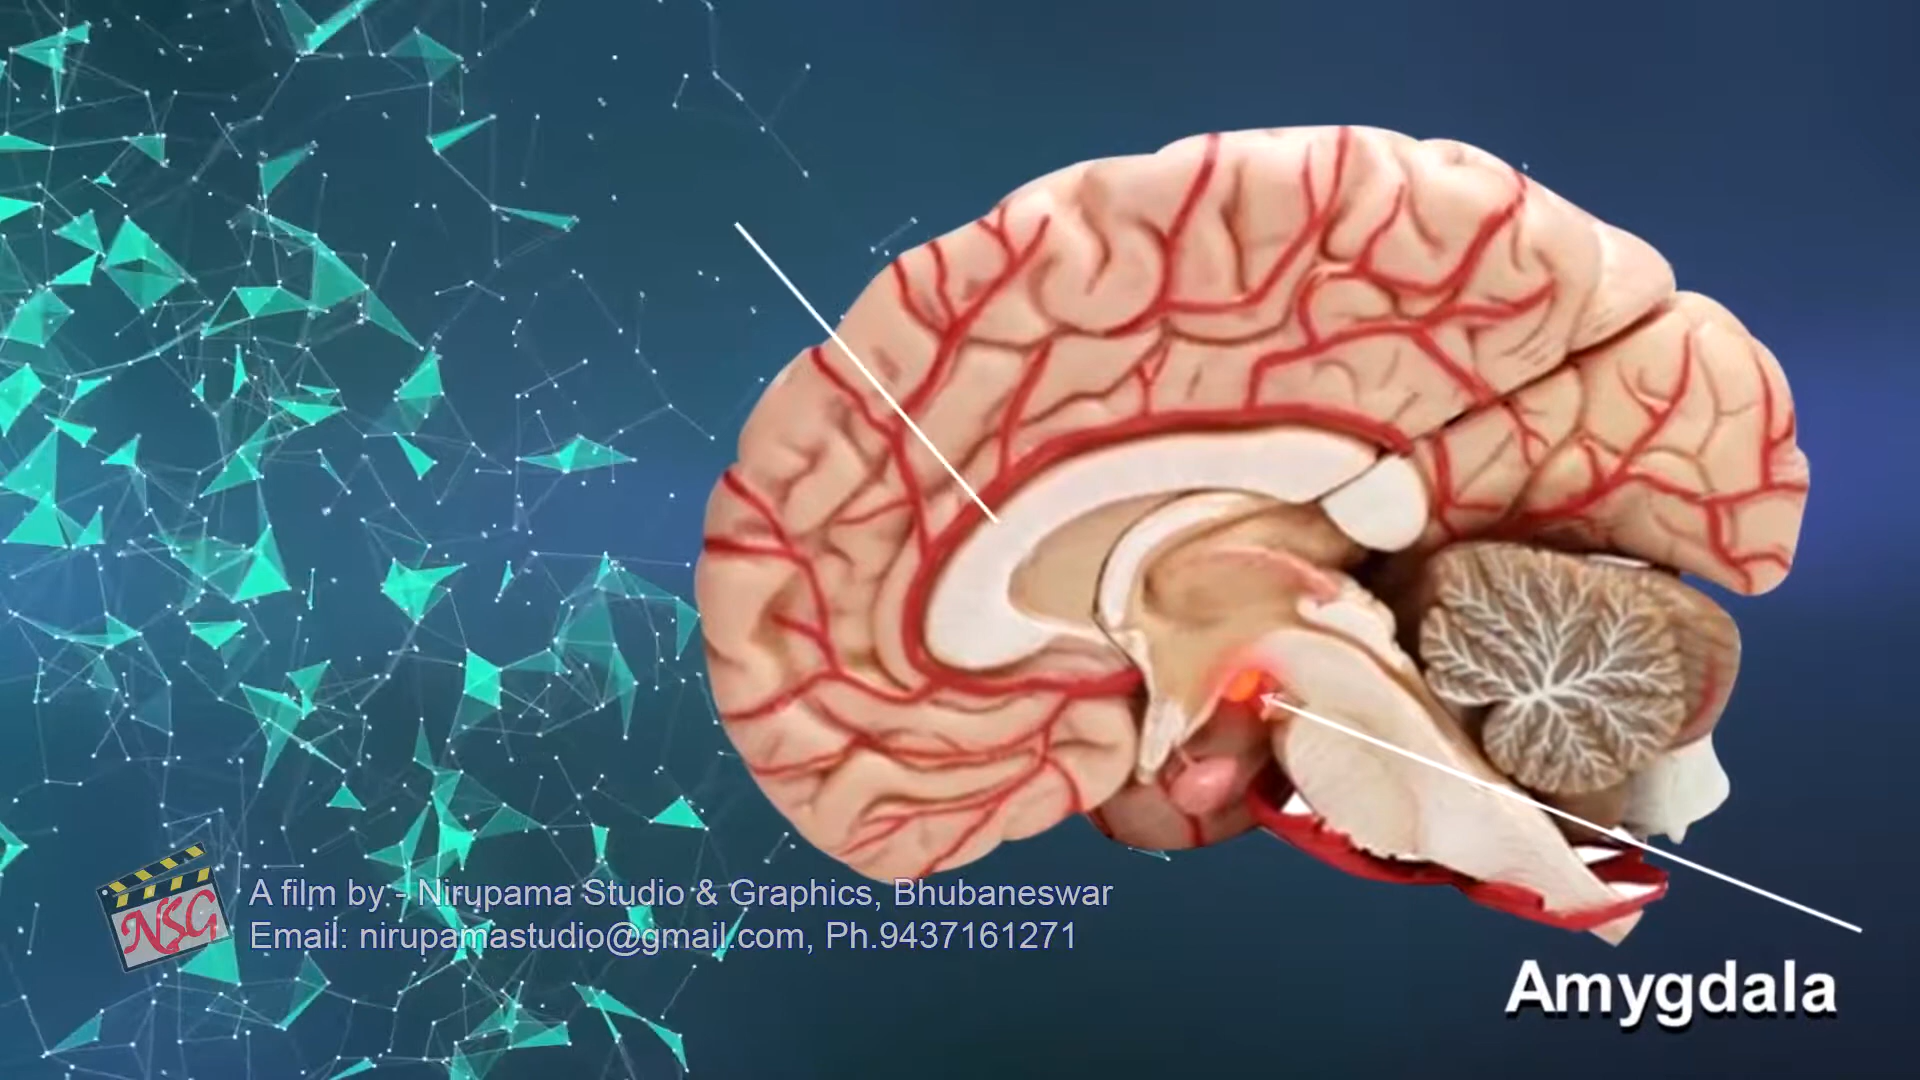 NSG
A film by:- Nirupama Studio & Graphics, Bhubaneswar
Email: nirupamastudio@gmail.com, Ph.9437161271
Amygdala